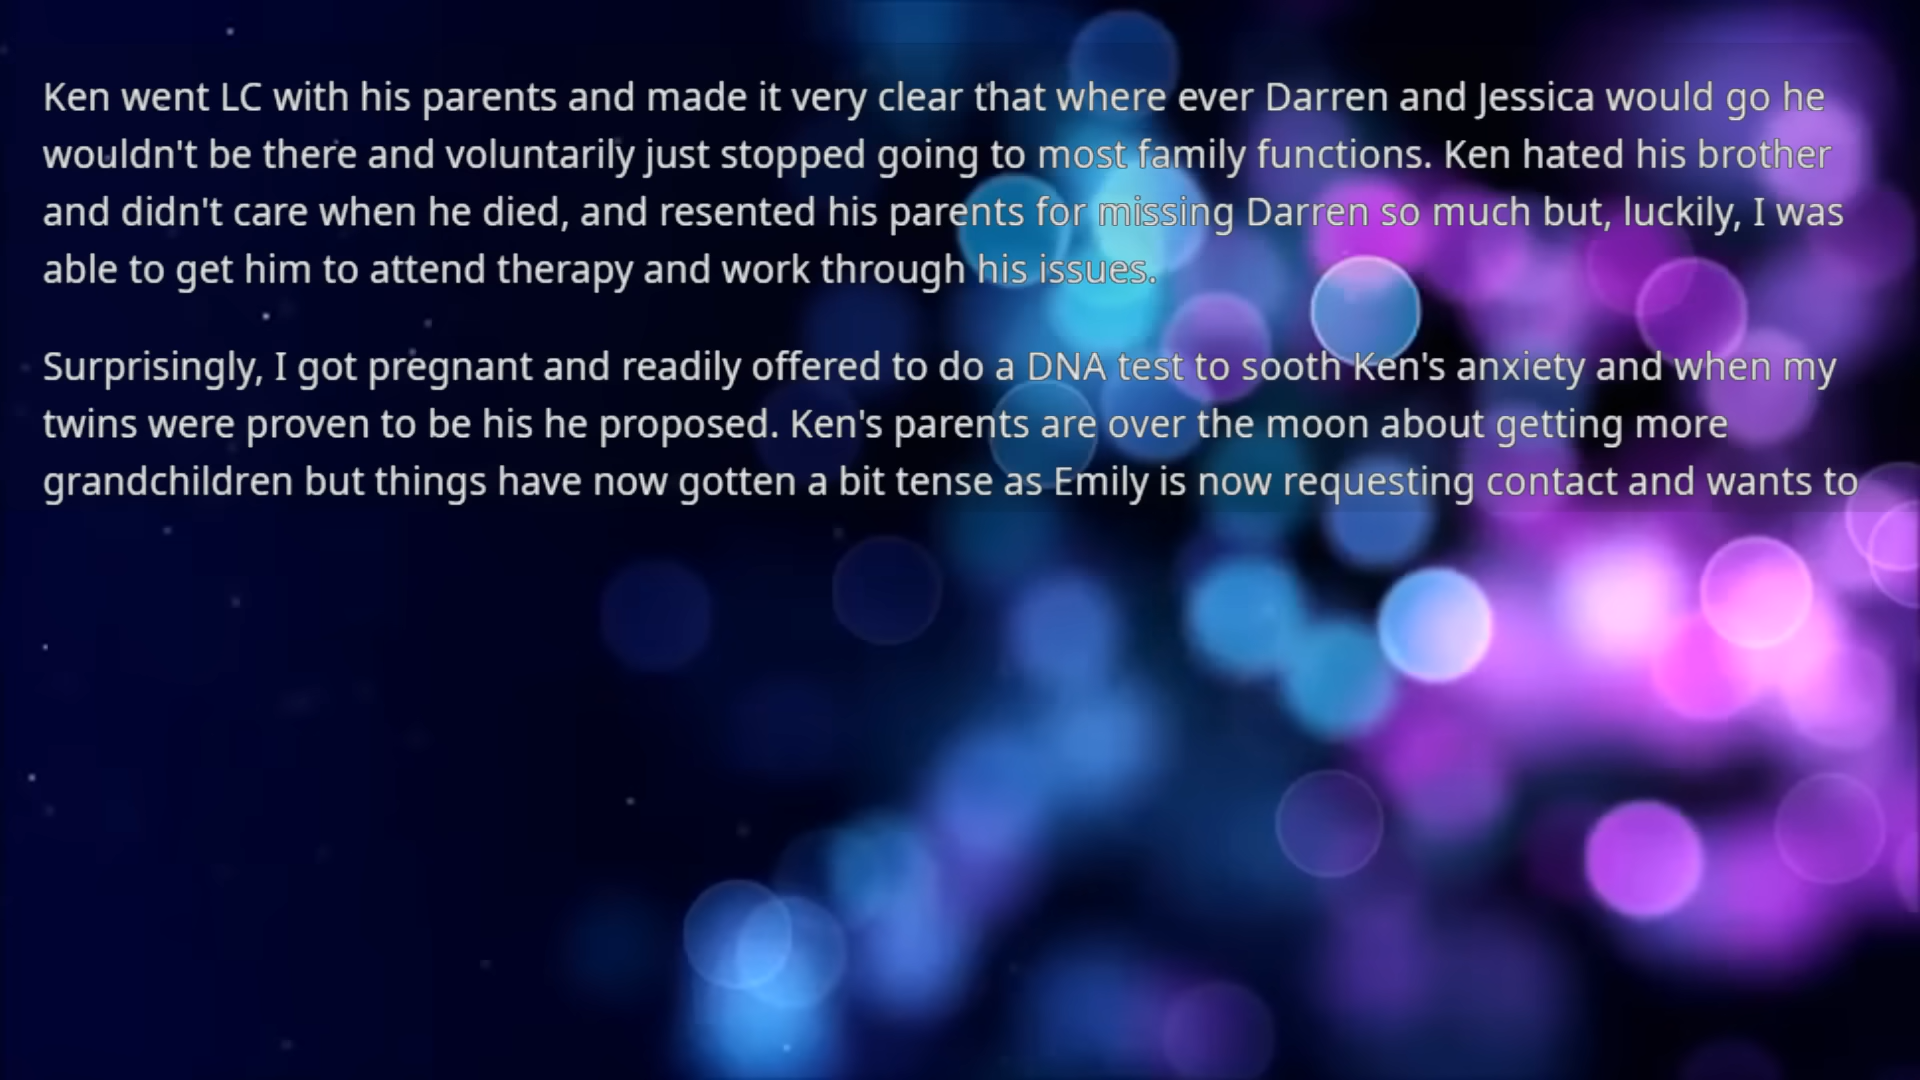 Ken went LC with his parents and made it very clear that where ever Darren and Jessica would go he
wouldn't be there and voluntarily just stopped going to most family functions. Ken hated his brother
and didn't care when he died, and resented his parents for missing Darren so much but, luckily, I was
able to get him to attend therapy and work through his issues.
Surprisingly, I got pregnant and readily offered to do a DNA test to sooth Ken's anxiety and when my
twins were proven to be his he proposed. Ken's parents are over the moon about getting more
grandchildren but things have now gotten a bit tense as Emily is now requesting contact and wants to